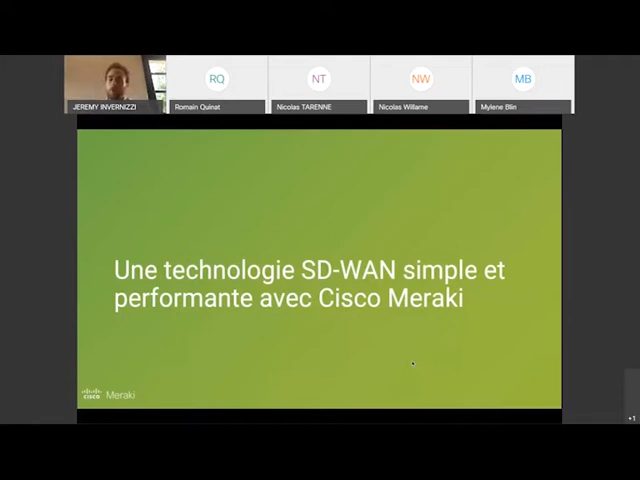 RQ
NT
NW
MB
JEREMY INVERNIZZI
Romain Quinat
Nicolas TARENNE
Nicolas Willame
Mylene Blin
Une technologie SD-WAN simple et
performante avec Cisco Meraki
CISCO Meraki
+1